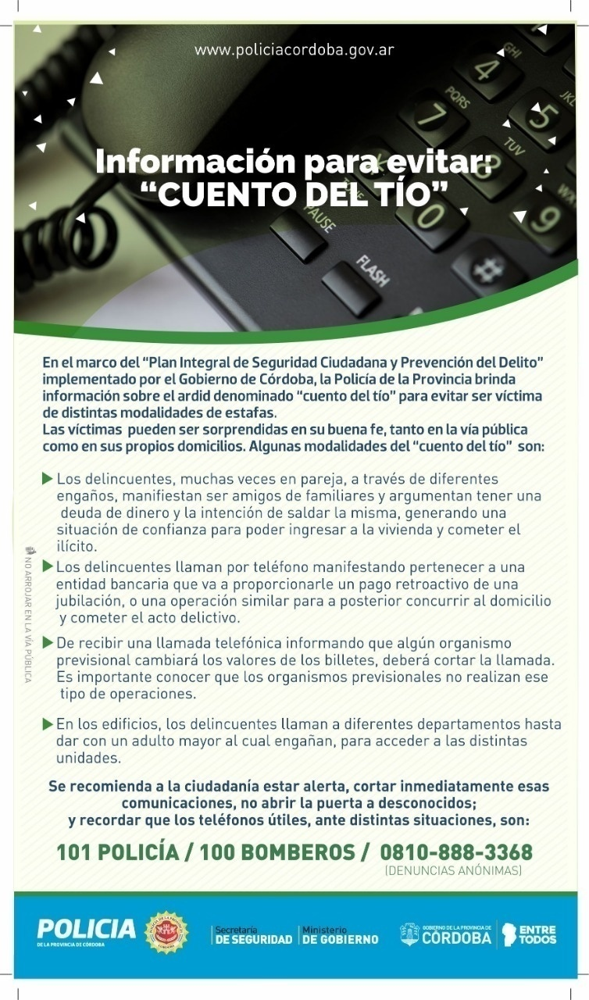 www.policiacordoba.gov.ar
GHI
4
JKL
5
PQRS
7
TUV
8
WX
9
TONE
0
#
PAUSE
FLASH
Información para evitar:
“CUENTO DEL TÍO”
En el marco del “Plan Integral de Seguridad Ciudadana y Prevención del Delito”
implementado por el Gobierno de Córdoba, la Policía de la Provincia brinda
información sobre el ardid denominado “cuento del tío” para evitar ser víctima
de distintas modalidades de estafas.
Las víctimas pueden ser sorprendidas en su buena fe, tanto en la vía pública
como en sus propios domicilios. Algunas modalidades del “cuento del tío” son:
Los delincuentes, muchas veces en pareja, a través de diferentes
engaños, manifiestan ser amigos de familiares y argumentan tener una
deuda de dinero y la intención de saldar la misma, generando una
situación de confianza para poder ingresar a la vivienda y cometer el
ilícito.
Los delincuentes llaman por teléfono manifestando pertenecer a una
entidad bancaria que va a proporcionarle un pago retroactivo de una
jubilación, o una operación similar para a posterior concurrir al domicilio
y cometer el acto delictivo.
De recibir una llamada telefónica informando que algún organismo
previsional cambiará los valores de los billetes, deberá cortar la llamada.
Es importante conocer que los organismos previsionales no realizan ese
tipo de operaciones.
En los edificios, los delincuentes llaman a diferentes departamentos hasta
dar con un adulto mayor al cual engañan, para acceder a las distintas
unidades.
NO ARROJAR EN LA VÍA PÚBLICA
Se recomienda a la ciudadanía estar alerta, cortar inmediatamente esas
comunicaciones, no abrir la puerta a desconocidos;
y recordar que los teléfonos útiles, ante distintas situaciones, son:
101 POLICÍA / 100 BOMBEROS / 0810-888-3368
(DENUNCIAS ANÓNIMAS)
POLICIA
DE LA PROVINCIA DE CÓRDOBA
Secretaría
DE SEGURIDAD
Ministerio
DE GOBIERNO
GOBIERNO DE LA PROVINCIA DE
CÓRDOBA
ENTRE
TODOS